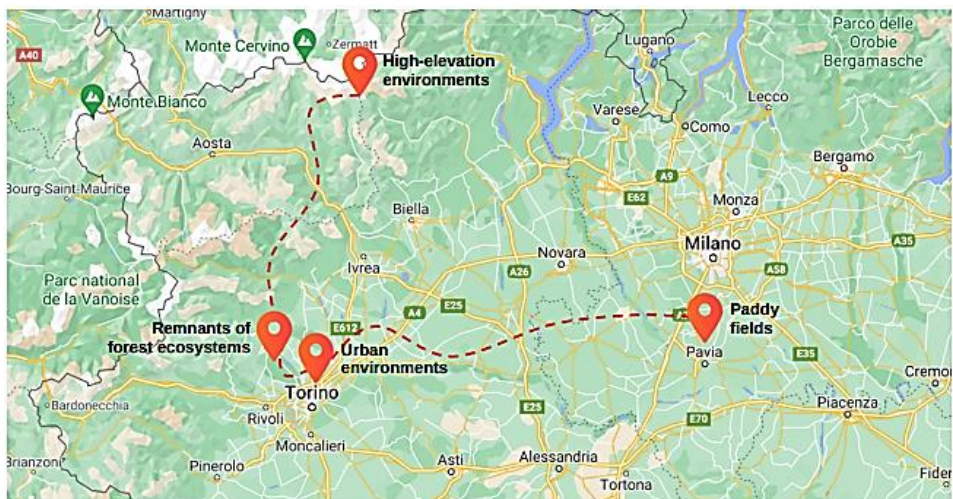 Martigny
Monte Cervino
Zermatt
A40
Monte Bianco
High-elevation
environments
Lugano
Parco delle
Orobie
Bergamasche
Varese
Lecco
Como
Aosta
Bourg-Saint-Maurice
Bergamo
A9
E62
Monza
Biella
Milano
A35
Novara
Ivrea
A26
A58
Parc national
de la Vanoise
E25
A4
Remnants of
forest ecosystems
E612
Urban
environments
Paddy
fields
Pavia
E35
Torino
Bardonecchia
Rivoli
E25
E70
Piacenza
Cremo
Moncalieri
Brianzon
Pinerolo
Asti
Alessandria
Tortona
Fider